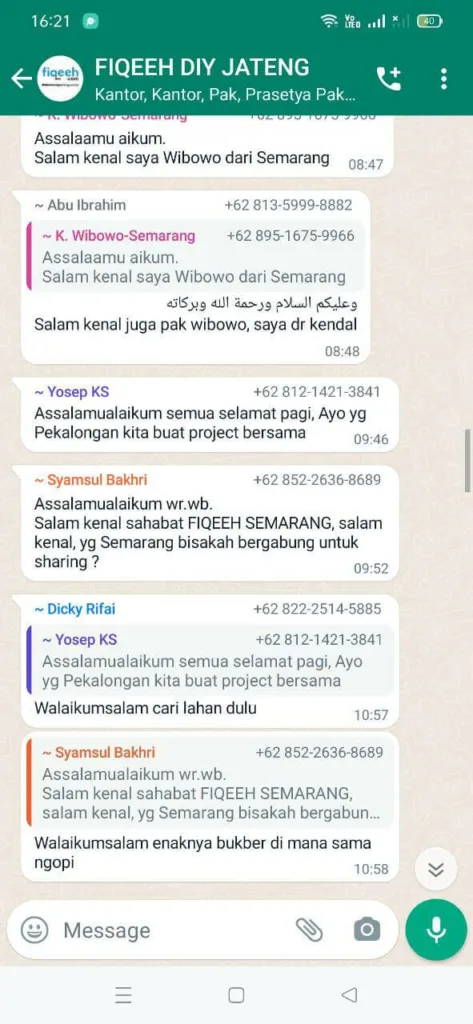 16:21
Vo
LTE
40
fiqeeh
FIQEEH DIY JATENG
Kantor, Kantor, Pak, Prasetya Pak...
~ K. Wibowo-Semarang +62 895-1675-9966
Assalaamu aikum.
Salam kenal saya Wibowo dari Semarang 08:47
~ Abu Ibrahim +62 813-5999-8882
~ K. Wibowo-Semarang +62 895-1675-9966
Assalaamu aikum.
Salam kenal saya Wibowo dari Semarang
وعليكم السلام ورحمة الله وبركاته
Salam kenal juga pak wibowo, saya dr kendal
08:48
~ Yosep KS +62 812-1421-3841
Assalamualaikum semua selamat pagi, Ayo yg
Pekalongan kita buat project bersama 09:46
~ Syamsul Bakhri +62 852-2636-8689
Assalamualaikum wr.wb.
Salam kenal sahabat FIQEEH SEMARANG, salam
kenal, yg Semarang bisakah bergabung untuk
sharing ? 09:52
~ Dicky Rifai +62 822-2514-5885
~ Yosep KS +62 812-1421-3841
Assalamualaikum semua selamat pagi, Ayo
yg Pekalongan kita buat project bersama
Walaikumsalam cari lahan dulu 10:57
~ Syamsul Bakhri +62 852-2636-8689
Assalamualaikum wr.wb.
Salam kenal sahabat FIQEEH SEMARANG,
salam kenal, yg Semarang bisakah bergabun...
Walaikumsalam enaknya bukber di mana sama
ngopi 10:58
Message